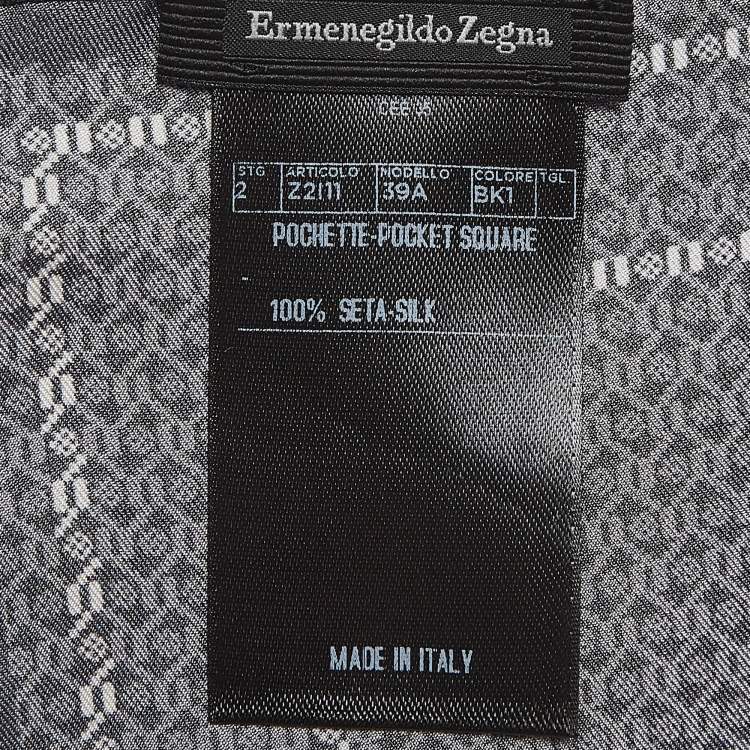 Ermenegildo Zegna
STG ARTICOLO MODELLO COLORE TGL
2 Z2I11 39A BK1
POCHETTE-POCKET SQUARE
100% SETA-SILK
MADE IN ITALY